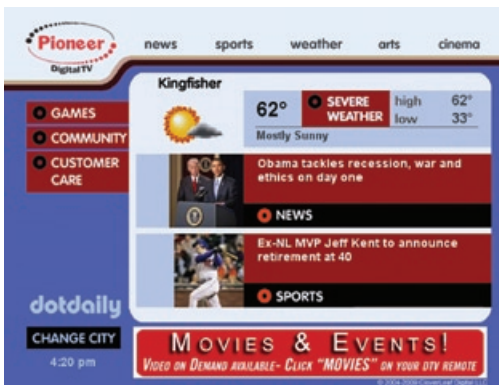 Pioneer
DigitalTV
news sports weather arts cinema
Kingfisher
62°
Mostly Sunny
SEVERE
WEATHER
high 62°
low 33°
GAMES
COMMUNITY
CUSTOMER
CARE
Obama tackles recession, war and
ethics on day one
NEWS
Ex-NL MVP Jeff Kent to announce
retirement at 40
SPORTS
dotdaily
CHANGE CITY
4:20 pm
MOVIES & EVENTS!
VIDEO ON DEMAND AVAILABLE- CLICK "MOVIES" ON YOUR DTV REMOTE